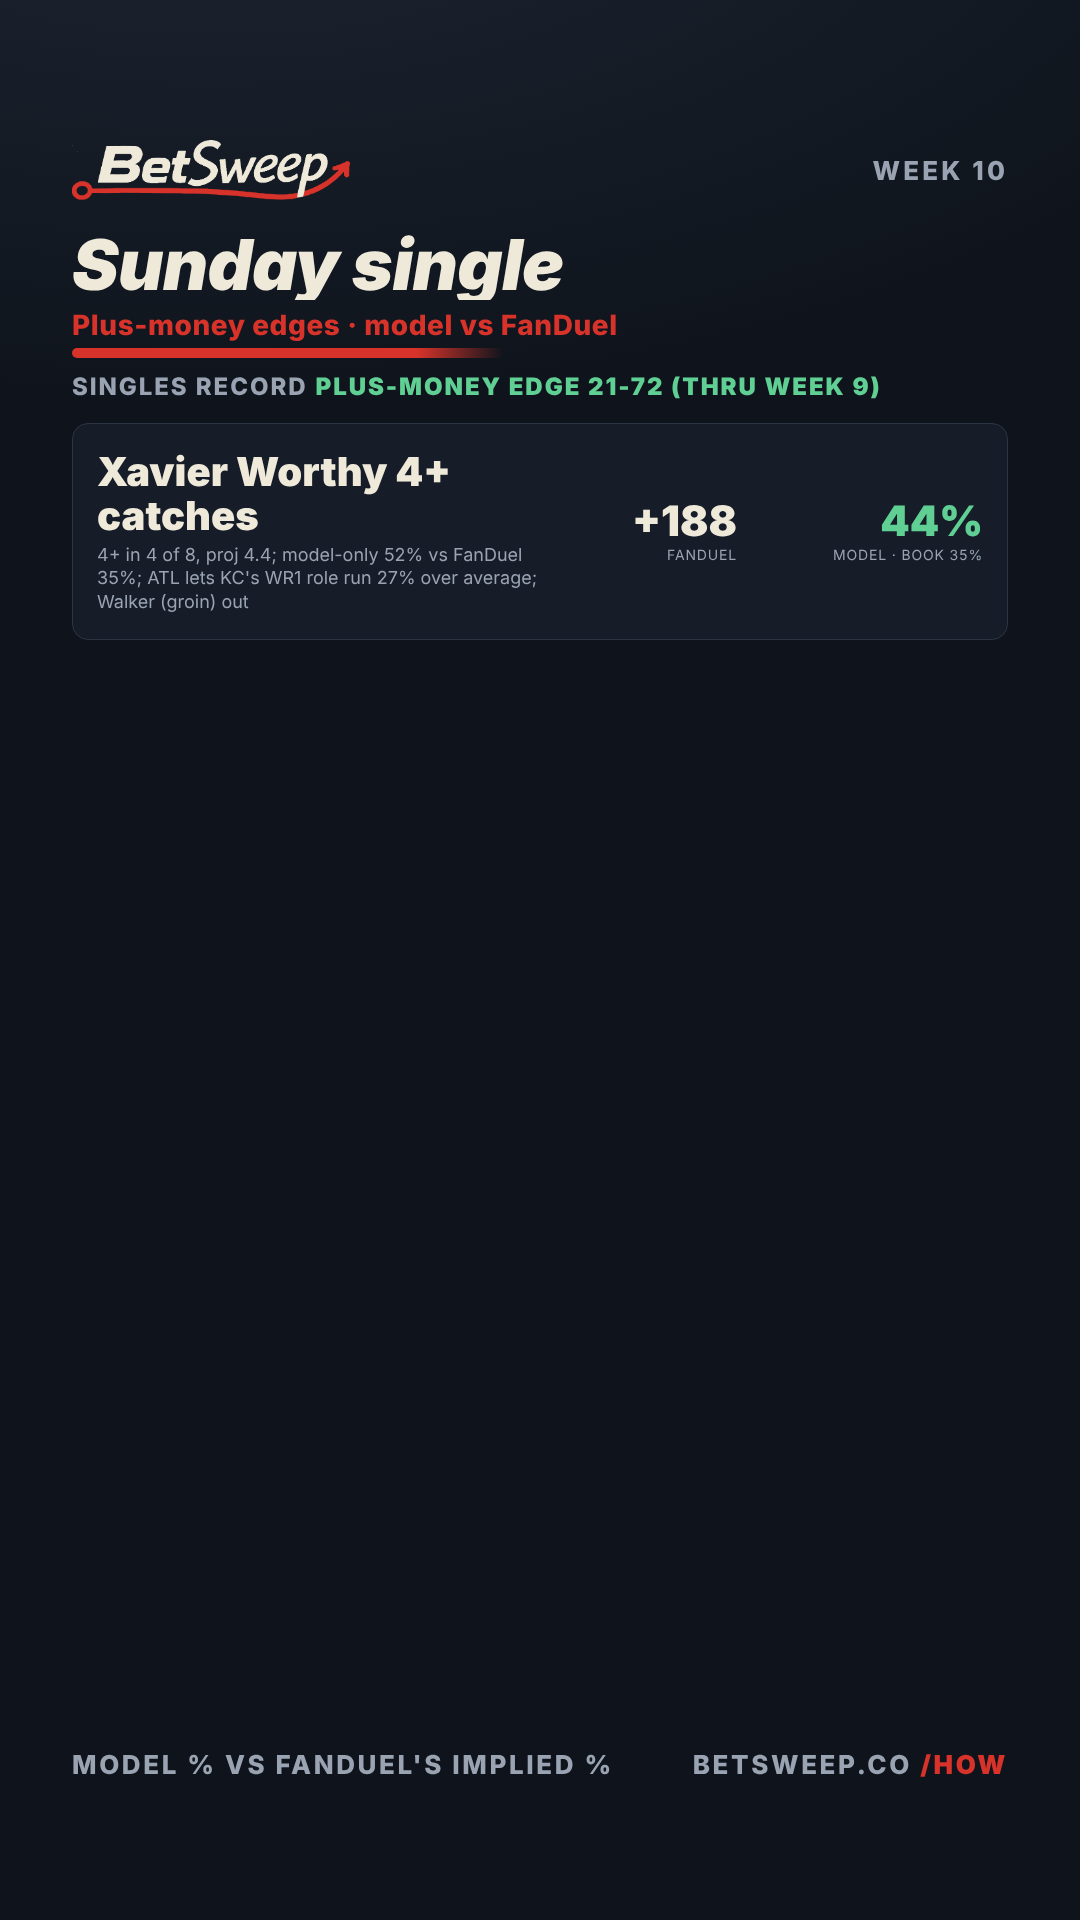 BetSweep
WEEK 10
Sunday single
Plus-money edges · model vs FanDuel
SINGLES RECORD PLUS-MONEY EDGE 21-72 (THRU WEEK 9)
Xavier Worthy 4+
catches
4+ in 4 of 8, proj 4.4; model-only 52% vs FanDuel
35%; ATL lets KC's WR1 role run 27% over average;
Walker (groin) out
+188
FANDUEL
44%
MODEL · BOOK 35%
MODEL % VS FANDUEL'S IMPLIED %
BETSWEEP.CO /HOW